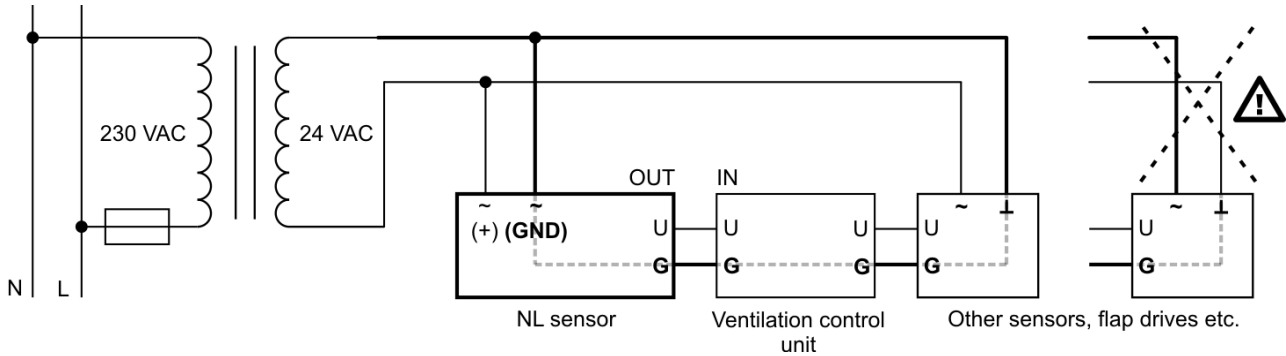 230 VAC
24 VAC
OUT
IN
~
~
~
⊥
~
⊥
!
(+) (GND)
U
U
U
U
U
G
G
G
G
G
N
L
NL sensor
Ventilation control
unit
Other sensors, flap drives etc.